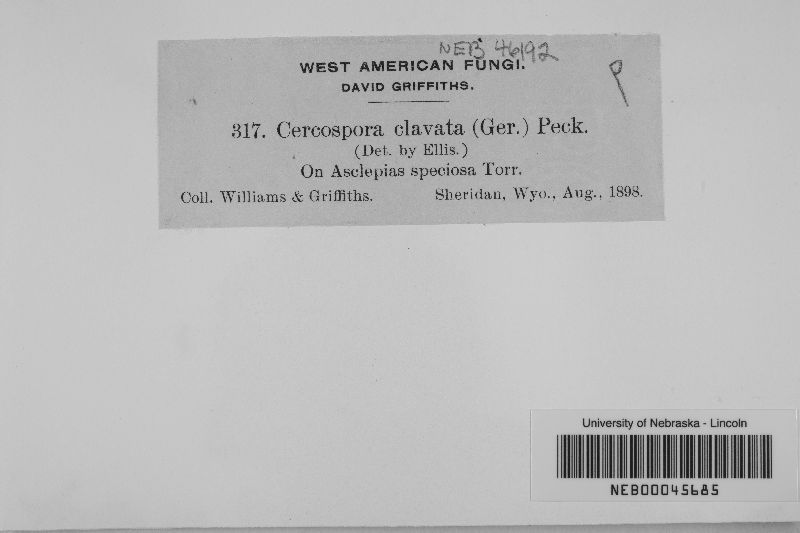 NEB 46192
WEST AMERICAN FUNGI.
DAVID GRIFFITHS.
317. Cercospora clavata (Ger.) Peck.
(Det. by Ellis.)
On Asclepias speciosa Torr.
Coll. Williams & Griffiths. Sheridan, Wyo., Aug., 1898.
University of Nebraska - Lincoln
NEB00045685